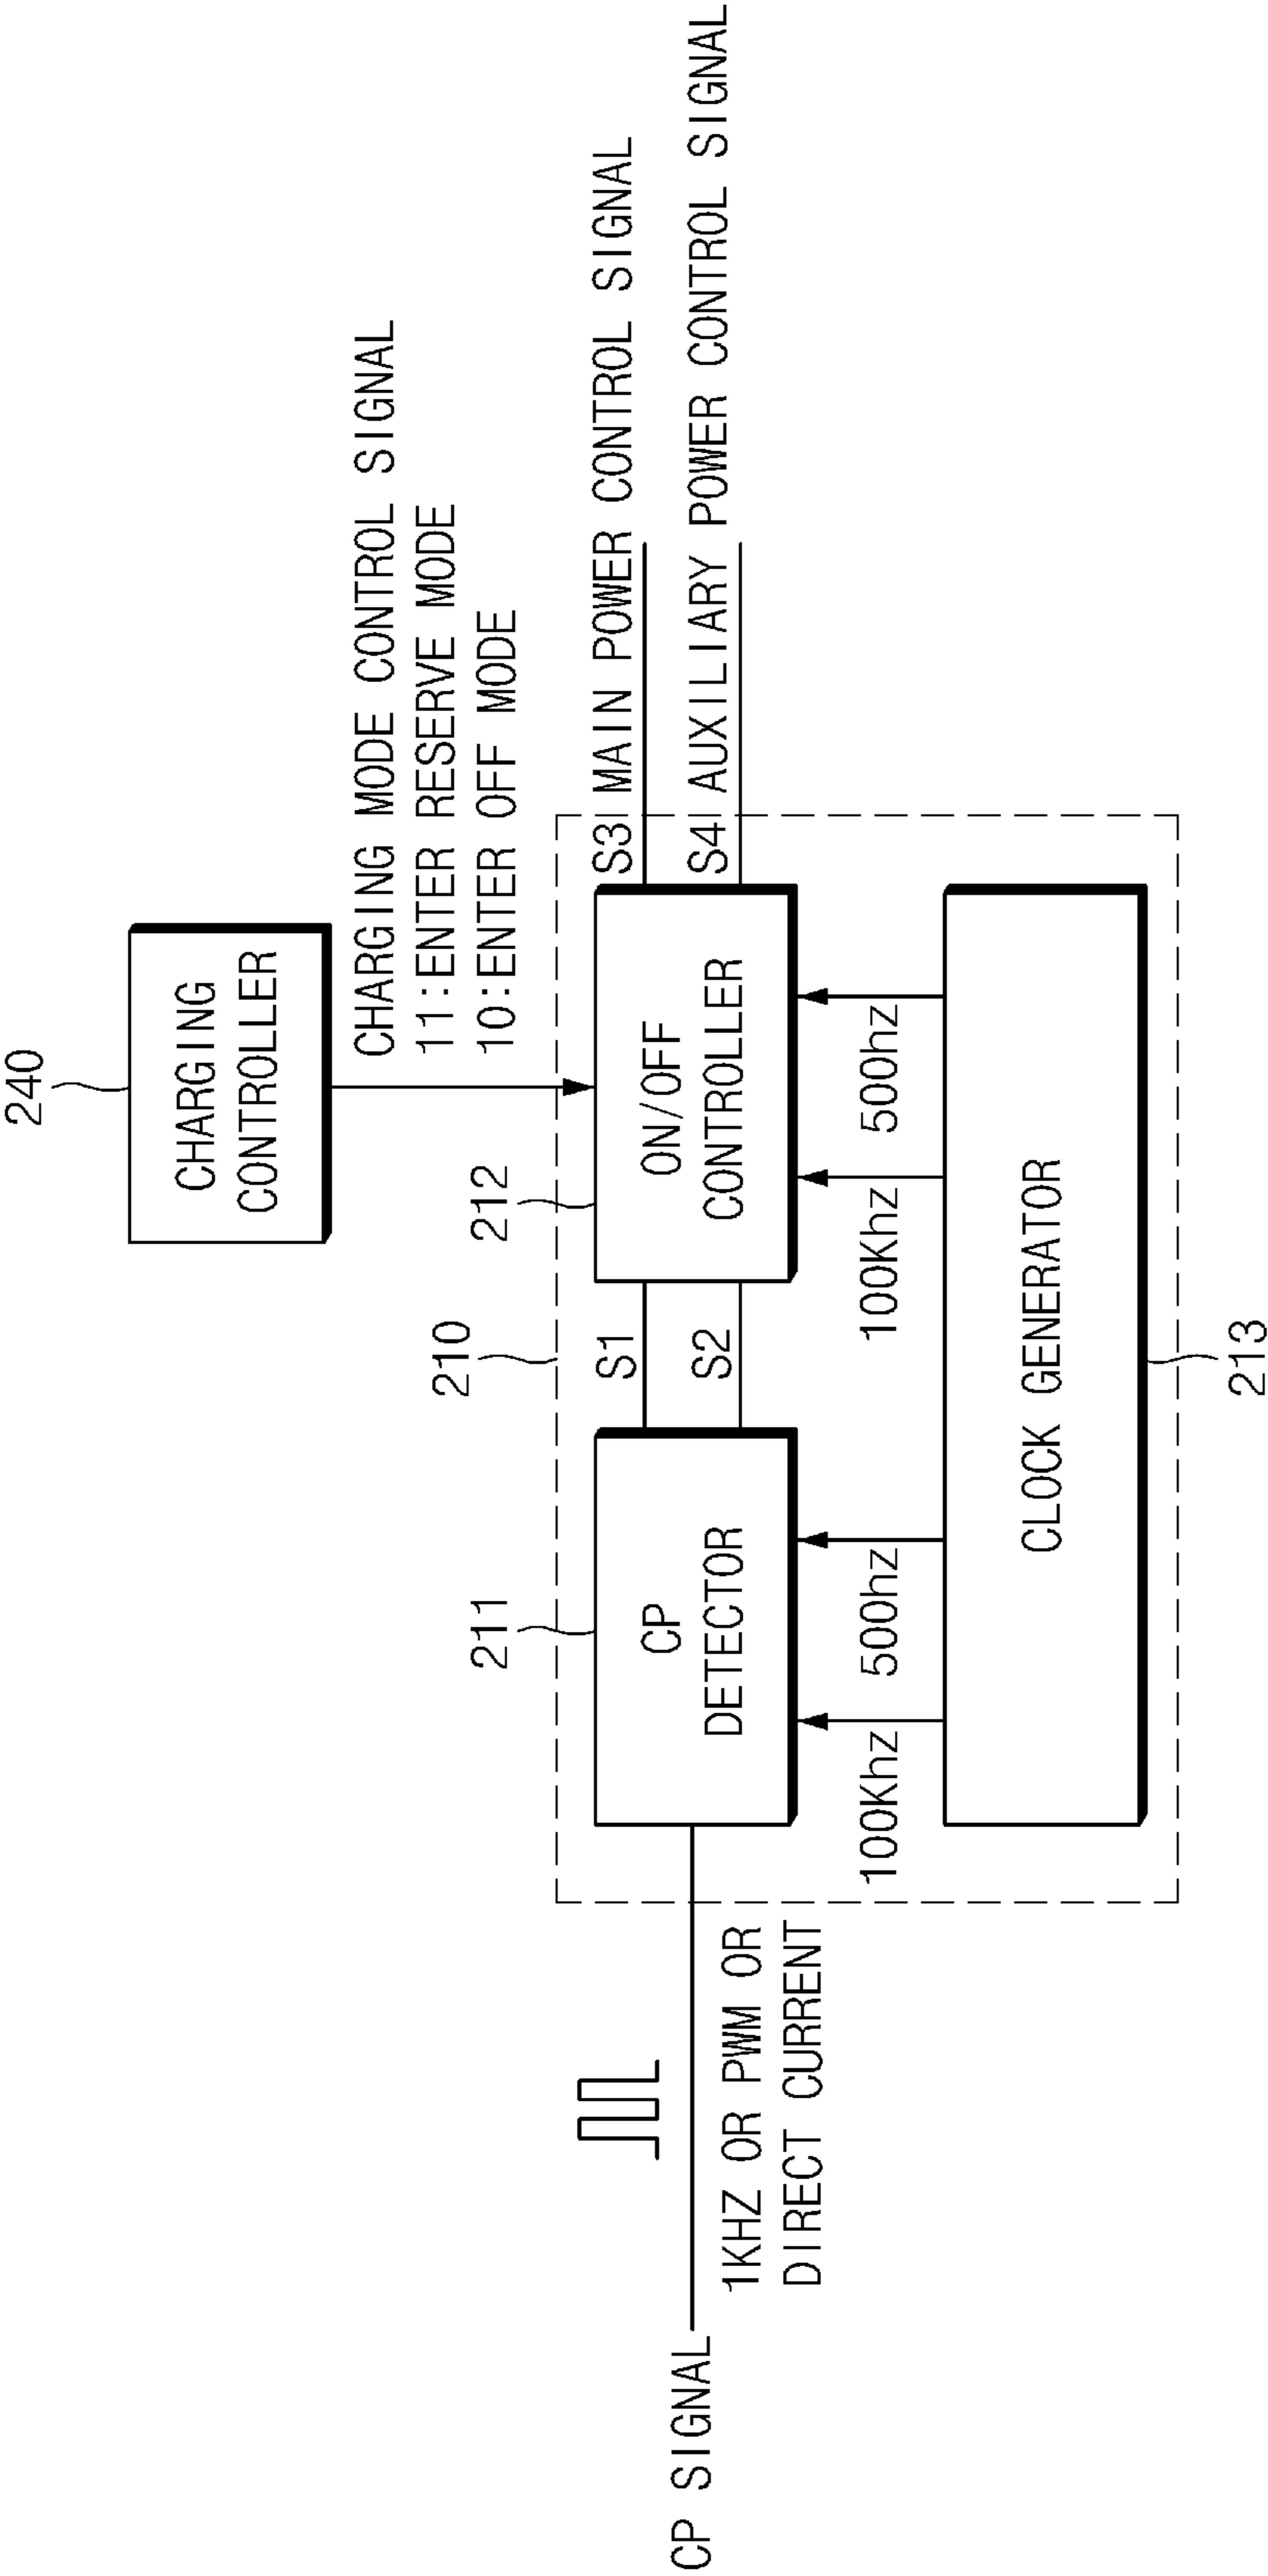 240
CHARGING
CONTROLLER
CHARGING MODE CONTROL SIGNAL
11:ENTER RESERVE MODE
10:ENTER OFF MODE
210
211
212
CP SIGNAL
1KHZ OR PWM OR
DIRECT CURRENT
CP
DETECTOR
S1
S2
ON/OFF
CONTROLLER
S3 MAIN POWER CONTROL SIGNAL
S4 AUXILIARY POWER CONTROL SIGNAL
100Khz
500hz
100Khz
500hz
CLOCK GENERATOR
213